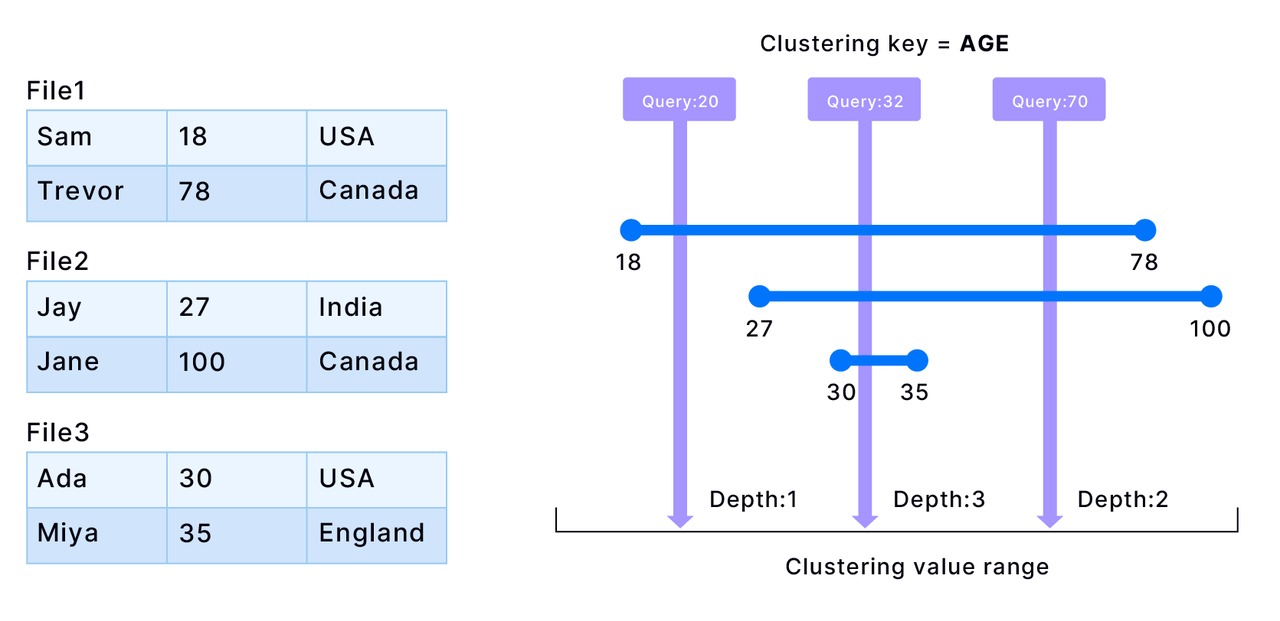 File1
Sam 18 USA
Trevor 78 Canada
File2
Jay 27 India
Jane 100 Canada
File3
Ada 30 USA
Miya 35 England
Clustering key = AGE
Query:20 Query:32 Query:70
18 78
27 100
30 35
Depth:1 Depth:3 Depth:2
Clustering value range